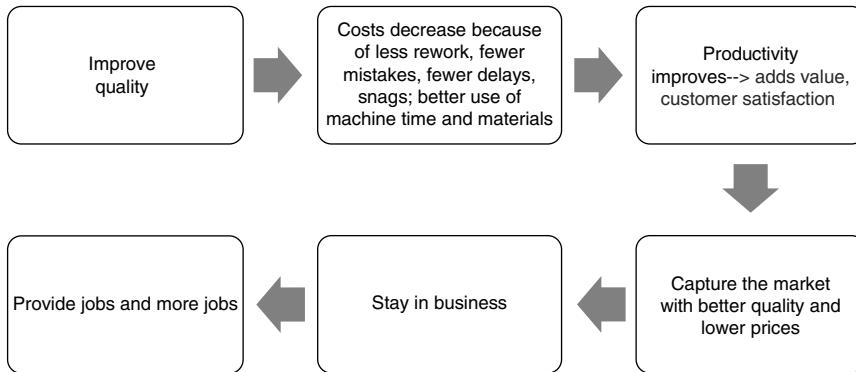 Improve
quality
Costs decrease because
of less rework, fewer
mistakes, fewer delays,
snags; better use of
machine time and materials
Productivity
improves--> adds value,
customer satisfaction
Capture the market
with better quality and
lower prices
Stay in business
Provide jobs and more jobs